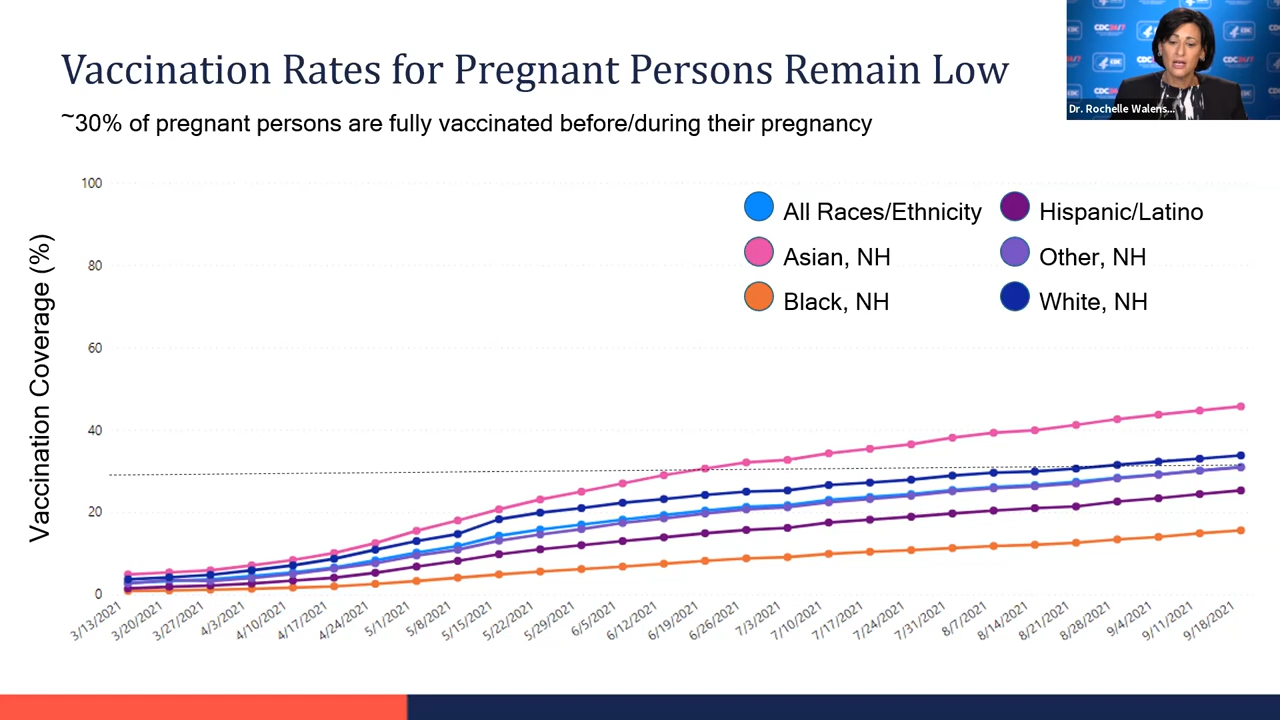 Vaccination Rates for Pregnant Persons Remain Low
~30% of pregnant persons are fully vaccinated before/during their pregnancy
CDC 24/7
CDC
Dr. Rochelle Walens...
All Races/Ethnicity
Hispanic/Latino
Asian, NH
Other, NH
Black, NH
White, NH
Vaccination Coverage (%)
100
80
60
40
20
0
3/13/2021
3/20/2021
3/27/2021
4/3/2021
4/10/2021
4/17/2021
4/24/2021
5/1/2021
5/8/2021
5/15/2021
5/22/2021
5/29/2021
6/5/2021
6/12/2021
6/19/2021
6/26/2021
7/3/2021
7/10/2021
7/17/2021
7/24/2021
7/31/2021
8/7/2021
8/14/2021
8/21/2021
8/28/2021
9/4/2021
9/11/2021
9/18/2021